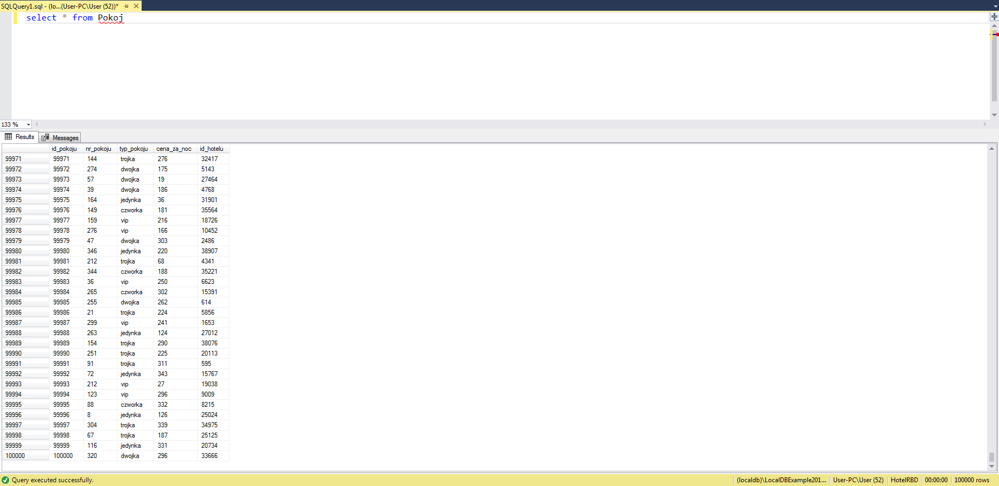 SQLQuery1.sql - (lo...(User-PC\User (52))*
select * from Pokoj
133 %
Results Messages
id_pokoju nr_pokoju typ_pokoju cena_za_noc id_hotelu
99971 99971 144 trojka 276 32417
99972 99972 274 dwojka 175 5143
99973 99973 57 dwojka 19 27464
99974 99974 39 dwojka 186 4768
99975 99975 164 jedynka 36 31901
99976 99976 149 czworka 181 35564
99977 99977 159 vip 216 18726
99978 99978 276 vip 166 10452
99979 99979 47 dwojka 303 2486
99980 99980 346 jedynka 220 38907
99981 99981 212 trojka 68 4341
99982 99982 344 czworka 188 35221
99983 99983 36 vip 250 6623
99984 99984 265 czworka 302 15391
99985 99985 255 dwojka 262 614
99986 99986 21 trojka 224 5856
99987 99987 299 vip 241 1653
99988 99988 263 jedynka 124 27012
99989 99989 154 trojka 290 38076
99990 99990 251 trojka 225 20113
99991 99991 91 trojka 311 595
99992 99992 72 jedynka 343 15767
99993 99993 212 vip 27 19038
99994 99994 123 vip 296 9009
99995 99995 88 czworka 332 8215
99996 99996 8 jedynka 126 25024
99997 99997 304 trojka 339 34975
99998 99998 67 trojka 187 25125
99999 99999 116 jedynka 331 20734
100000 100000 320 dwojka 296 33666
Query executed successfully. (localdb)\LocalDBExample201... User-PC\User (52) HotelRBD 00:00:00 100000 rows